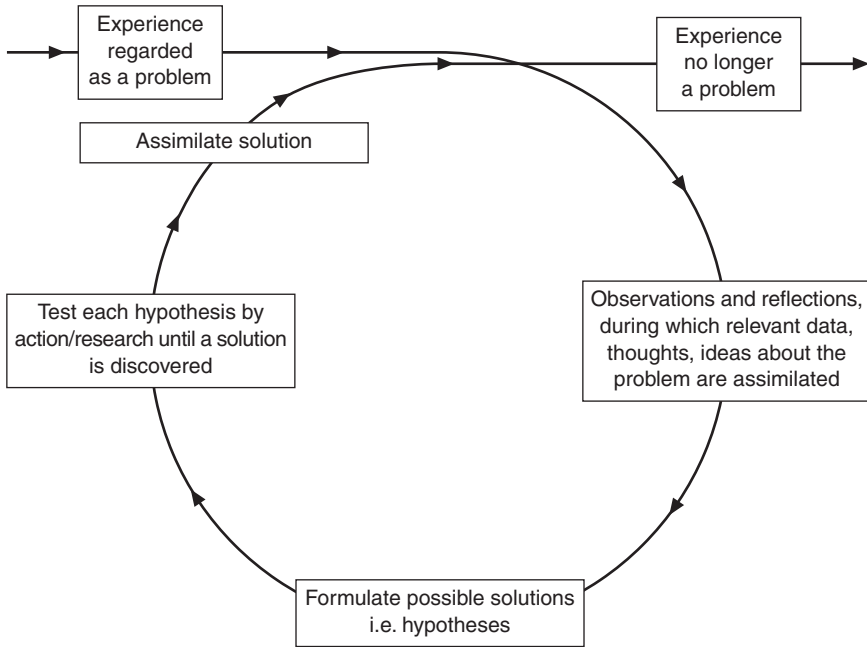 Experience
regarded
as a problem
Experience
no longer
a problem
Assimilate solution
Observations and reflections,
during which relevant data,
thoughts, ideas about the
problem are assimilated
Test each hypothesis by
action/research until a solution
is discovered
Formulate possible solutions
i.e. hypotheses